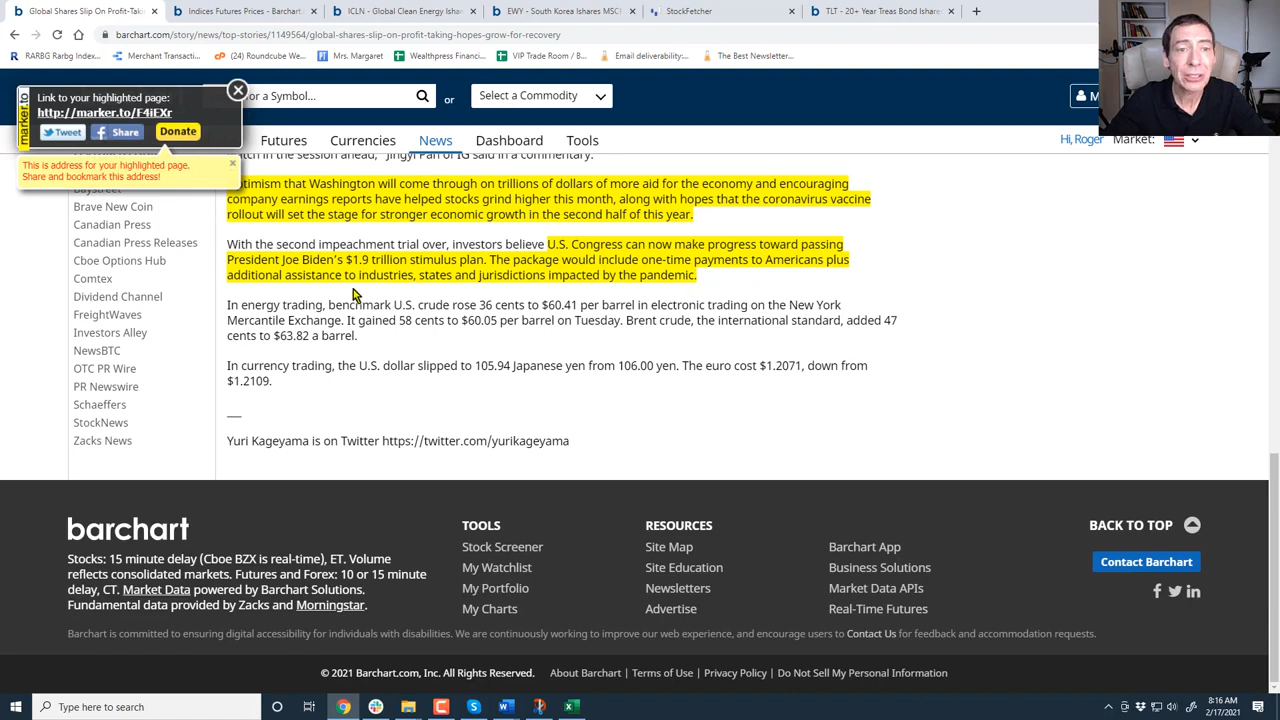 Clean Energy Shares Slip on Prof
ICLN - Global Clean Energy Ishs
EWY - South Korea Ishares MSCI
StockFetcher
TLT - 20+ Year Treas Bond Ishare
barchart.com/story/news/top-stories/1149564/global-shares-slip-on-profit-taking-hopes-grow-for-recovery
RARBG Rarbg Index...
Merchant Transacti...
(24) Roundcube We...
Mrs. Margaret
Wealthpress Financi...
VIP Trade Room / B...
The Best Newsletter...
marker.to
Link to your highlighted page:
http://marker.to/F4iEXr
Tweet
Share
Donate
This is address for your highlighted page.
Share and bookmark this address!
or a Symbol...
or
Select a Commodity
M
Futures
Currencies
News
Dashboard
Tools
Hi, Roger
Market:
in the session ahead," Jingyi Pan of IG said in a commentary.
Optimism that Washington will come through on trillions of dollars of more aid for the economy and encouraging
company earnings reports have helped stocks grind higher this month, along with hopes that the coronavirus vaccine
rollout will set the stage for stronger economic growth in the second half of this year.
With the second impeachment trial over, investors believe U.S. Congress can now make progress toward passing
President Joe Biden's $1.9 trillion stimulus plan. The package would include one-time payments to Americans plus
additional assistance to industries, states and jurisdictions impacted by the pandemic.
In energy trading, benchmark U.S. crude rose 36 cents to $60.41 per barrel in electronic trading on the New York
Mercantile Exchange. It gained 58 cents to $60.05 per barrel on Tuesday. Brent crude, the international standard, added 47
cents to $63.82 a barrel.
In currency trading, the U.S. dollar slipped to 105.94 Japanese yen from 106.00 yen. The euro cost $1.2071, down from
$1.2109.
Yuri Kageyama is on Twitter https://twitter.com/yurikageyama
Baystreet
Brave New Coin
Canadian Press
Canadian Press Releases
Cboe Options Hub
Comtex
Dividend Channel
FreightWaves
Investors Alley
NewsBTC
OTC PR Wire
PR Newswire
Schaeffers
StockNews
Zacks News
barchart
Stocks: 15 minute delay (Cboe BZX is real-time), ET. Volume
reflects consolidated markets. Futures and Forex: 10 or 15 minute
delay, CT. Market Data powered by Barchart Solutions.
Fundamental data provided by Zacks and Morningstar.
TOOLS
Stock Screener
My Watchlist
My Portfolio
My Charts
RESOURCES
Site Map
Site Education
Newsletters
Advertise
Barchart App
Business Solutions
Market Data APIs
Real-Time Futures
BACK TO TOP
Contact Barchart
Barchart is committed to ensuring digital accessibility for individuals with disabilities. We are continuously working to improve our web experience, and encourage users to Contact Us for feedback and accommodation requests.
© 2021 Barchart.com, Inc. All Rights Reserved.
About Barchart | Terms of Use | Privacy Policy | Do Not Sell My Personal Information
Type here to search
8:16 AM
2/17/2021